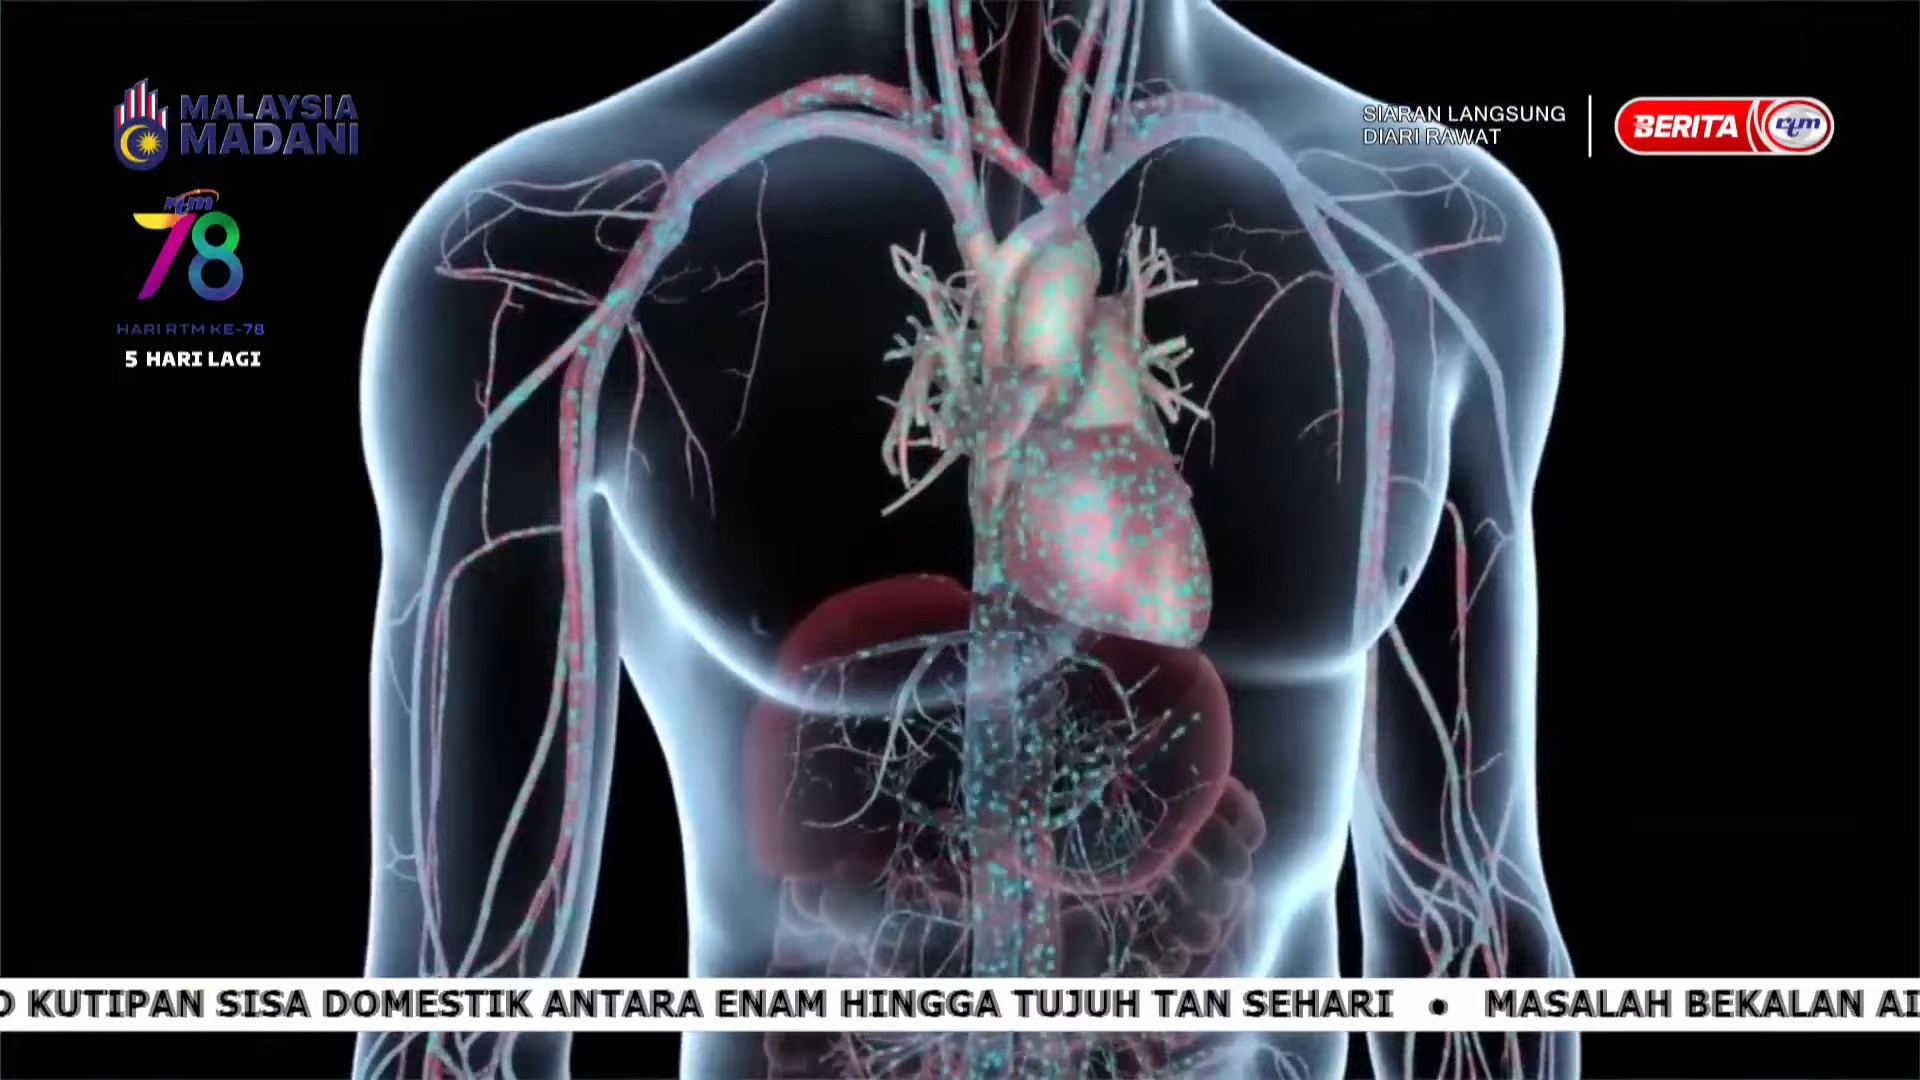 MALAYSIA
MADANI
rtm
78
HARI RTM KE-78
5 HARI LAGI
SIARAN LANGSUNG
DIARI RAWAT
BERITA rtm
KUTIPAN SISA DOMESTIK ANTARA ENAM HINGGA TUJUH TAN SEHARI • MASALAH BEKALAN